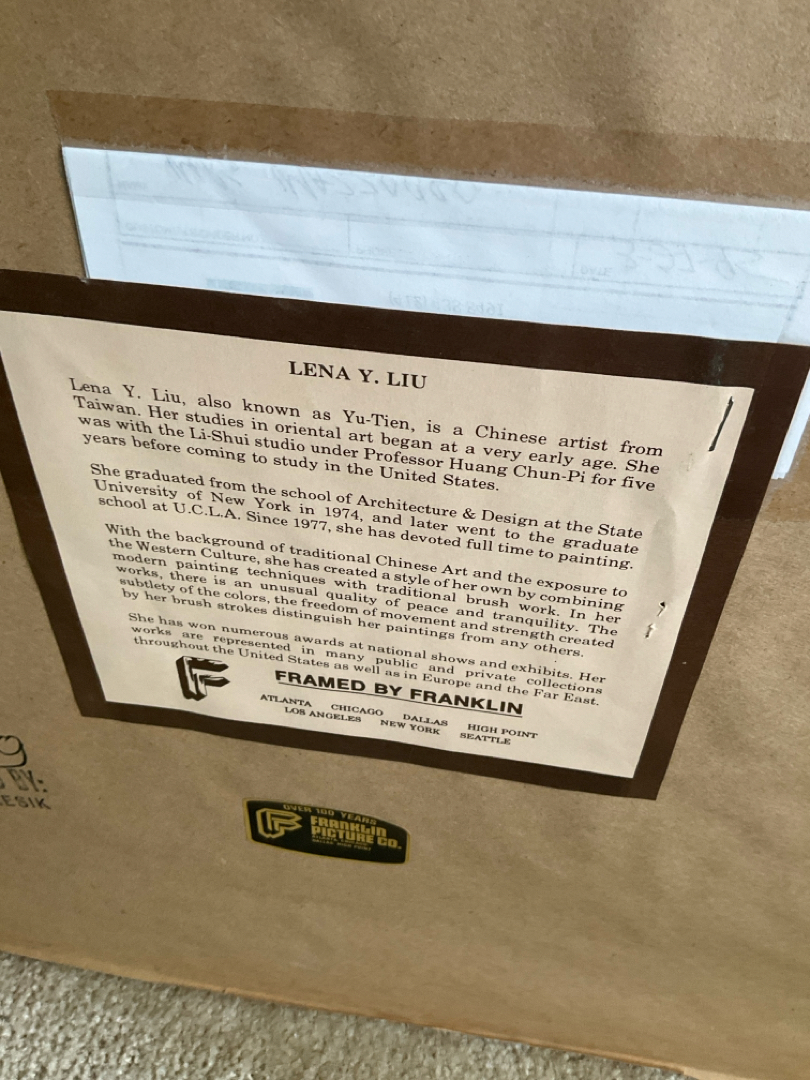 LENA Y. LIU
Lena Y. Liu, also known as Yu-Tien, is a Chinese artist from
Taiwan. Her studies in oriental art began at a very early age. She
was with the Li-Shui studio under Professor Huang Chun-Pi for five
years before coming to study in the United States.
She graduated from the school of Architecture & Design at the State
University of New York in 1974, and later went to the graduate
school at U.C.L.A. Since 1977, she has devoted full time to painting.
With the background of traditional Chinese Art and the exposure to
the Western Culture, she has created a style of her own by combining
modern painting techniques with traditional brush work. In her
works, there is an unusual quality of peace and tranquility. The
subtlety of the colors, the freedom of movement and strength created
by her brush strokes distinguish her paintings from any others.
She has won numerous awards at national shows and exhibits. Her
works are represented in many public and private collections
throughout the United States as well as in Europe and the Far East.
FRAMED BY FRANKLIN
ATLANTA CHICAGO DALLAS HIGH POINT
LOS ANGELES NEW YORK SEATTLE
BY:
ESIK
OVER 100 YEARS
FRANKLIN
PICTURE CO.